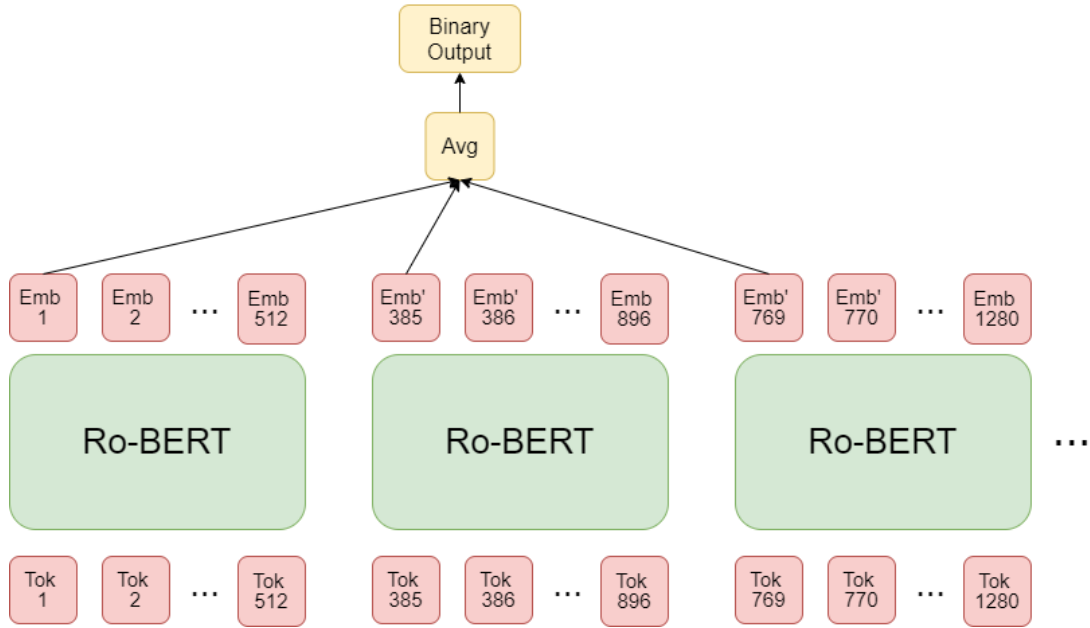 Binary
Output
Avg
Emb
1
Emb
2
...
Emb
512
Emb'
385
Emb'
386
...
Emb
896
Emb'
769
Emb'
770
...
Emb
1280
Ro-BERT
Ro-BERT
Ro-BERT
...
Tok
1
Tok
2
...
Tok
512
Tok
385
Tok
386
...
Tok
896
Tok
769
Tok
770
...
Tok
1280